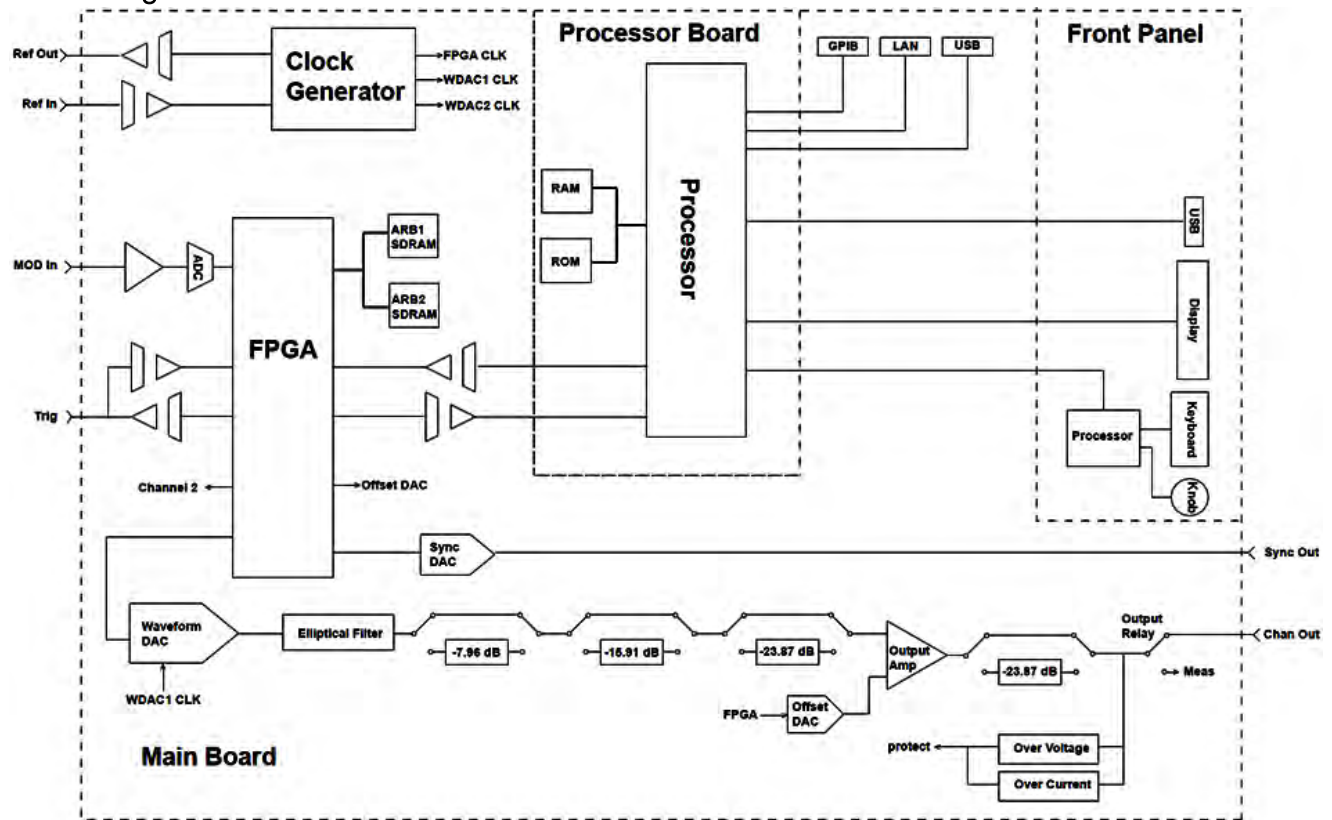 Ref Out
Ref In
Clock
Generator
FPGA CLK
WDAC1 CLK
WDAC2 CLK
Processor Board
GPIB
LAN
USB
Front Panel
RAM
ROM
Processor
USB
Display
Keyboard
Processor
Knob
MOD In
ADC
FPGA
ARB1
SDRAM
ARB2
SDRAM
Trig
Channel 2
Offset DAC
Sync
DAC
Sync Out
Waveform
DAC
WDAC1 CLK
Elliptical Filter
-7.96 dB
-15.91 dB
-23.87 dB
Output
Amp
FPGA
Offset
DAC
-23.87 dB
Output
Relay
Chan Out
Meas
protect
Over Voltage
Over Current
Main Board